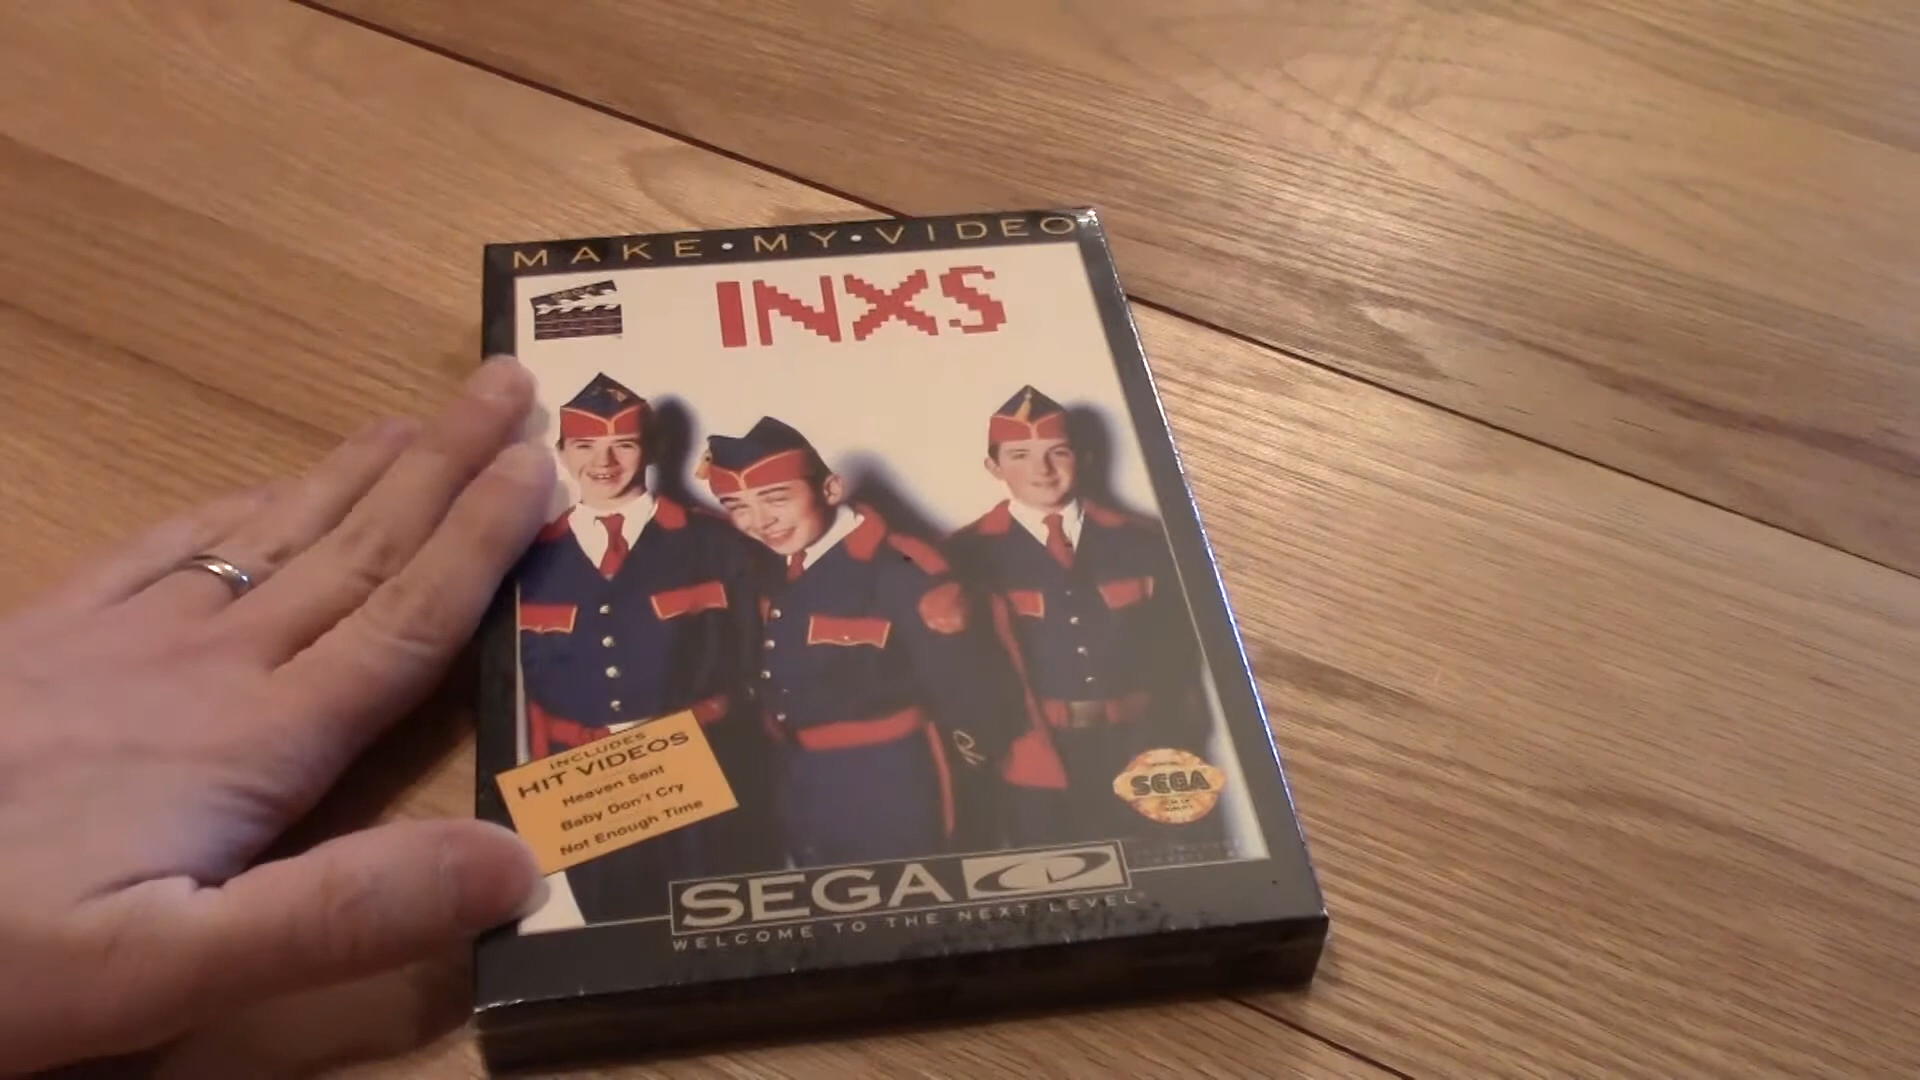 MAKE•MY•VIDEO
INXS
INCLUDES
HIT VIDEOS
Heaven Sent
Baby Don't Cry
Not Enough Time
SEGA
SEGA CD
WELCOME TO THE NEXT LEVEL